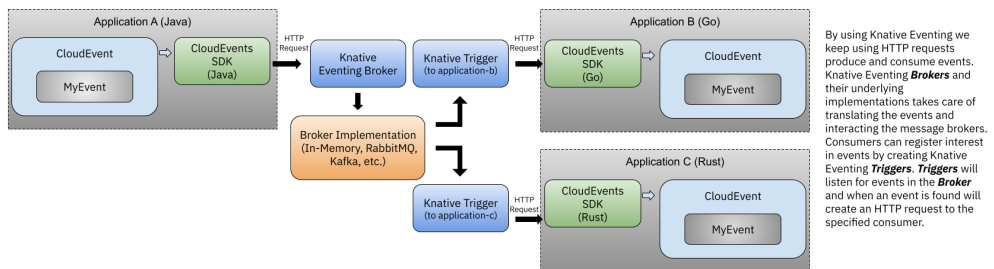 Application A (Java)
CloudEvent
MyEvent
CloudEvents
SDK
(Java)
HTTP
Request
Knative
Eventing Broker
Broker Implementation
(In-Memory, RabbitMQ,
Kafka, etc.)
Knative Trigger
(to application-b)
HTTP
Request
Application B (Go)
CloudEvents
SDK
(Go)
CloudEvent
MyEvent
Knative Trigger
(to application-c)
HTTP
Request
Application C (Rust)
CloudEvents
SDK
(Rust)
CloudEvent
MyEvent
By using Knative Eventing we
keep using HTTP requests
produce and consume events.
Knative Eventing Brokers and
their underlying
implementations takes care of
translating the events and
interacting the message brokers.
Consumers can register interest
in events by creating Knative
Eventing Triggers. Triggers will
listen for events in the Broker
and when an event is found will
create an HTTP request to the
specified consumer.